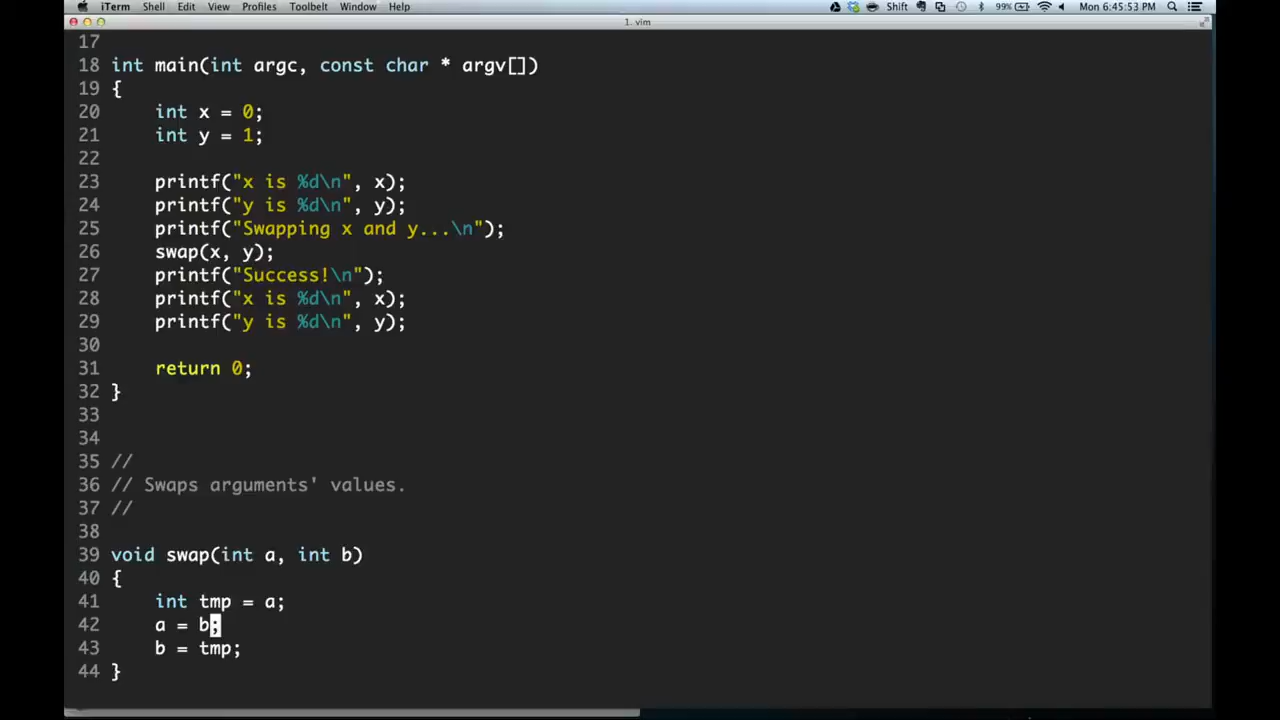 iTerm Shell Edit View Profiles Toolbelt Window Help Shift 99% Mon 6:45:53 PM
1. vim
17
18 int main(int argc, const char * argv[])
19 {
20     int x = 0;
21     int y = 1;
22
23     printf("x is %d\n", x);
24     printf("y is %d\n", y);
25     printf("Swapping x and y...\n");
26     swap(x, y);
27     printf("Success!\n");
28     printf("x is %d\n", x);
29     printf("y is %d\n", y);
30
31     return 0;
32 }
33
34
35 //
36 // Swaps arguments' values.
37 //
38
39 void swap(int a, int b)
40 {
41     int tmp = a;
42     a = b;
43     b = tmp;
44 }